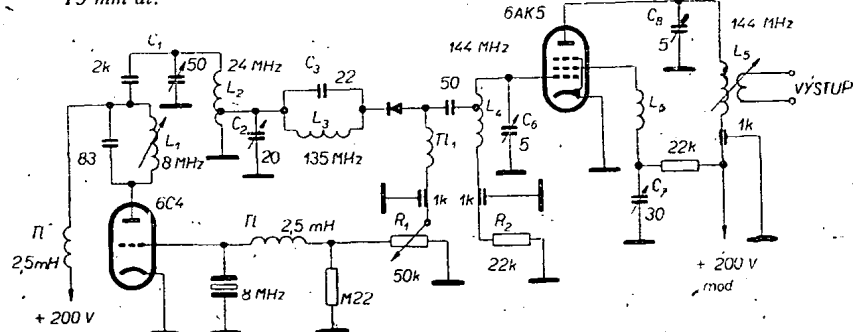 15 mm atd.
6AK5
C8
5
144 MHz
L5
VÝSTUP
144 MHz
C1
2k
50
24 MHz
L2
C3
22
50
L4
C6
5
L6
1k
C2
20
L3
135 MHz
Tl1
83
L1
8 MHz
22k
C7
30
6C4
1k
1k
R1
50k
R2
22k
Tl
2,5 mH
Tl
2,5 mH
8 MHz
M22
+ 200 V
+ 200 V
mod